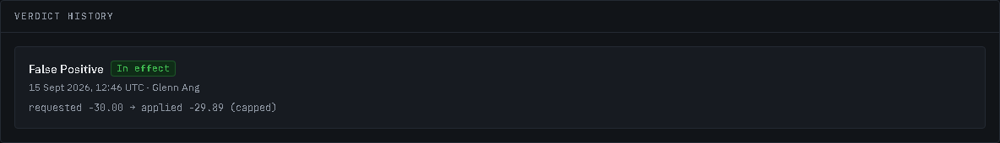 VERDICT HISTORY
False Positive In effect
15 Sept 2026, 12:46 UTC · Glenn Ang
requested -30.00 → applied -29.89 (capped)